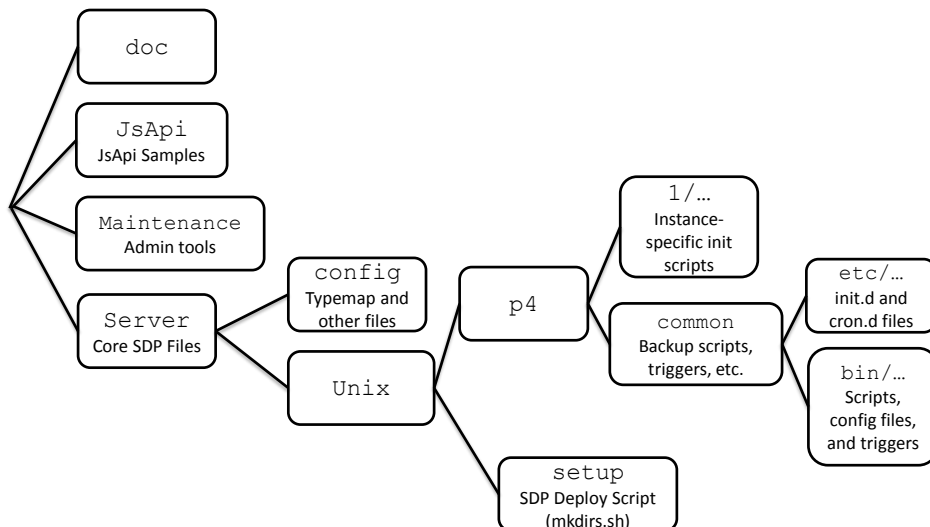 doc
JsApi
JsApi Samples
Maintenance
Admin tools
Server
Core SDP Files
config
Typemap and
other files
Unix
p4
setup
SDP Deploy Script
(mkdirs.sh)
1/…
Instance-
specific init
scripts
common
Backup scripts,
triggers, etc.
etc/…
init.d and
cron.d files
bin/…
Scripts,
config files,
and triggers